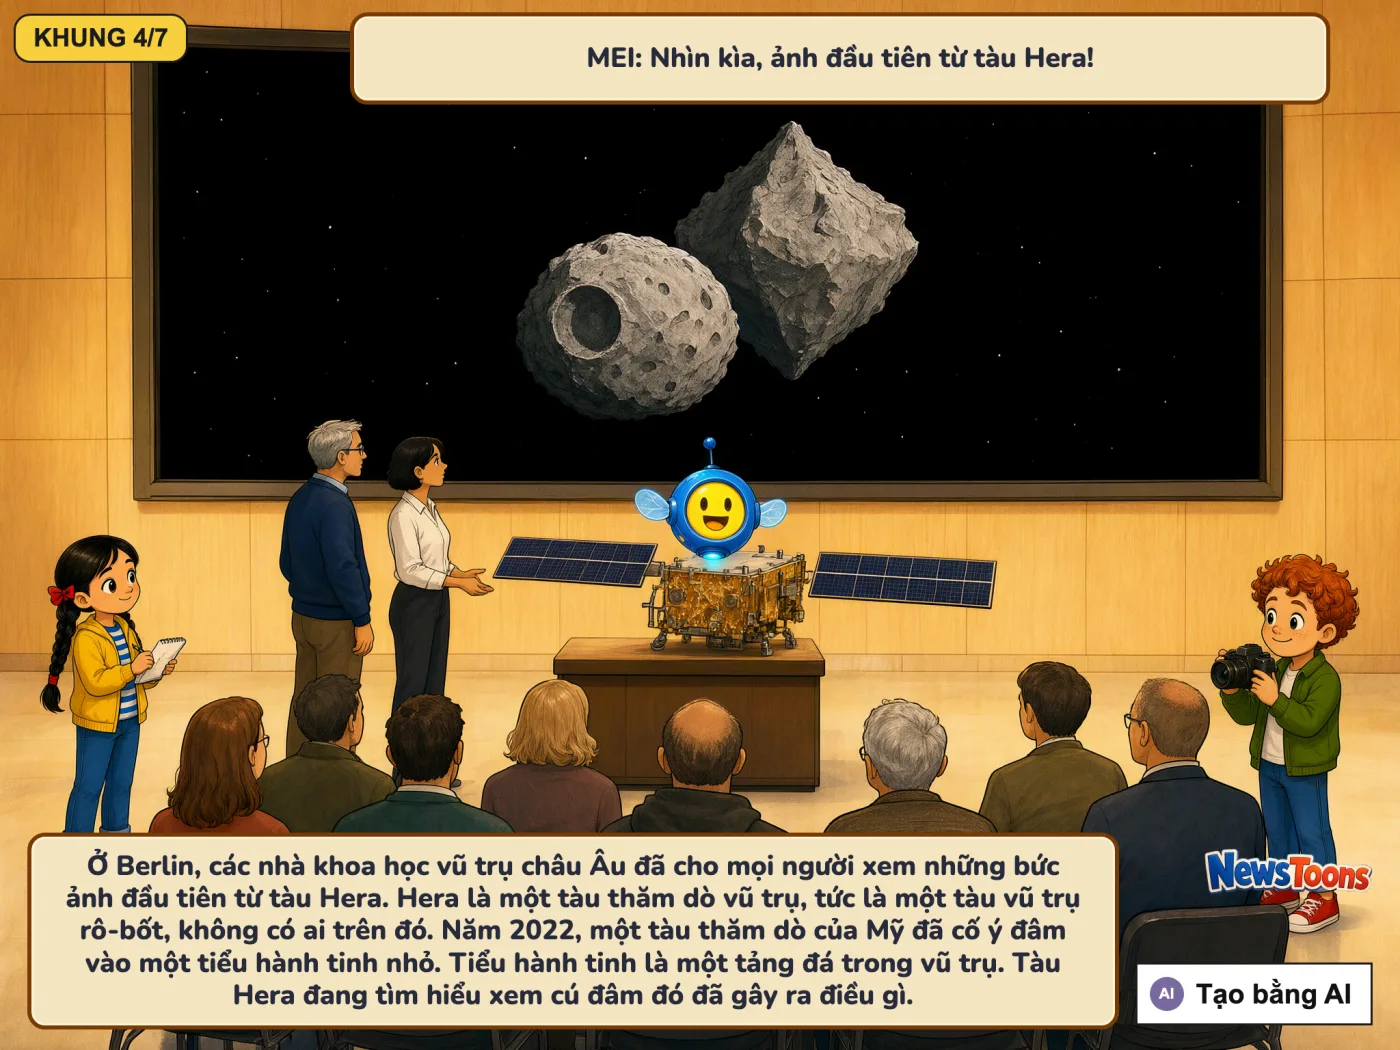 KHUNG 4/7
MEI: Nhìn kìa, ảnh đầu tiên từ tàu Hera!
Ở Berlin, các nhà khoa học vũ trụ châu Âu đã cho mọi người xem những bức
ảnh đầu tiên từ tàu Hera. Hera là một tàu thăm dò vũ trụ, tức là một tàu vũ trụ
rô-bốt, không có ai trên đó. Năm 2022, một tàu thăm dò của Mỹ đã cố ý đâm
vào một tiểu hành tinh nhỏ. Tiểu hành tinh là một tảng đá trong vũ trụ. Tàu
Hera đang tìm hiểu xem cú đâm đó đã gây ra điều gì.
NewsToons
AI Tạo bằng AI